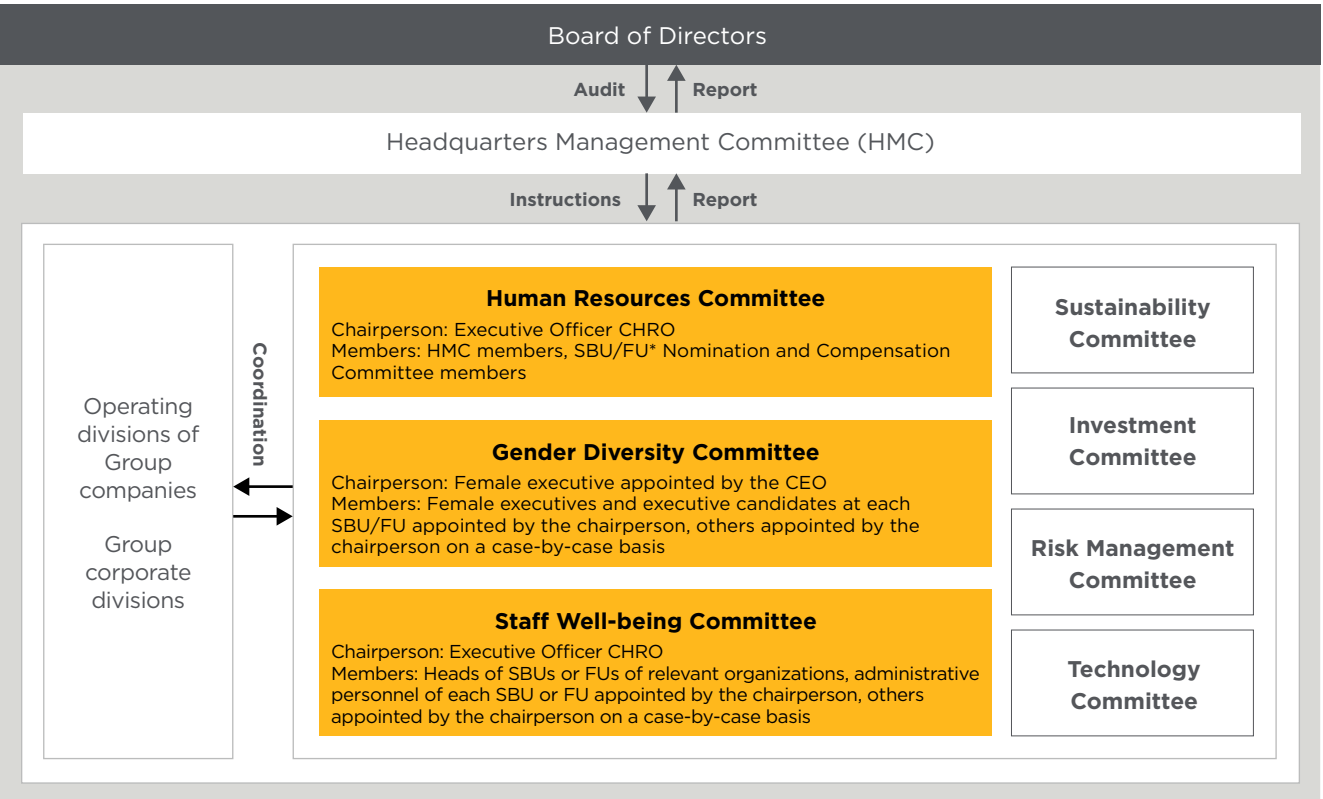 Board of Directors
Audit
Report
Headquarters Management Committee (HMC)
Instructions
Report
Operating
divisions of
Group
companies
Group
corporate
divisions
Coordination
Human Resources Committee
Chairperson: Executive Officer CHRO
Members: HMC members, SBU/FU* Nomination and Compensation
Committee members
Gender Diversity Committee
Chairperson: Female executive appointed by the CEO
Members: Female executives and executive candidates at each
SBU/FU appointed by the chairperson, others appointed by the
chairperson on a case-by-case basis
Staff Well-being Committee
Chairperson: Executive Officer CHRO
Members: Heads of SBUs or FUs of relevant organizations, administrative
personnel of each SBU or FU appointed by the chairperson, others
appointed by the chairperson on a case-by-case basis
Sustainability
Committee
Investment
Committee
Risk Management
Committee
Technology
Committee